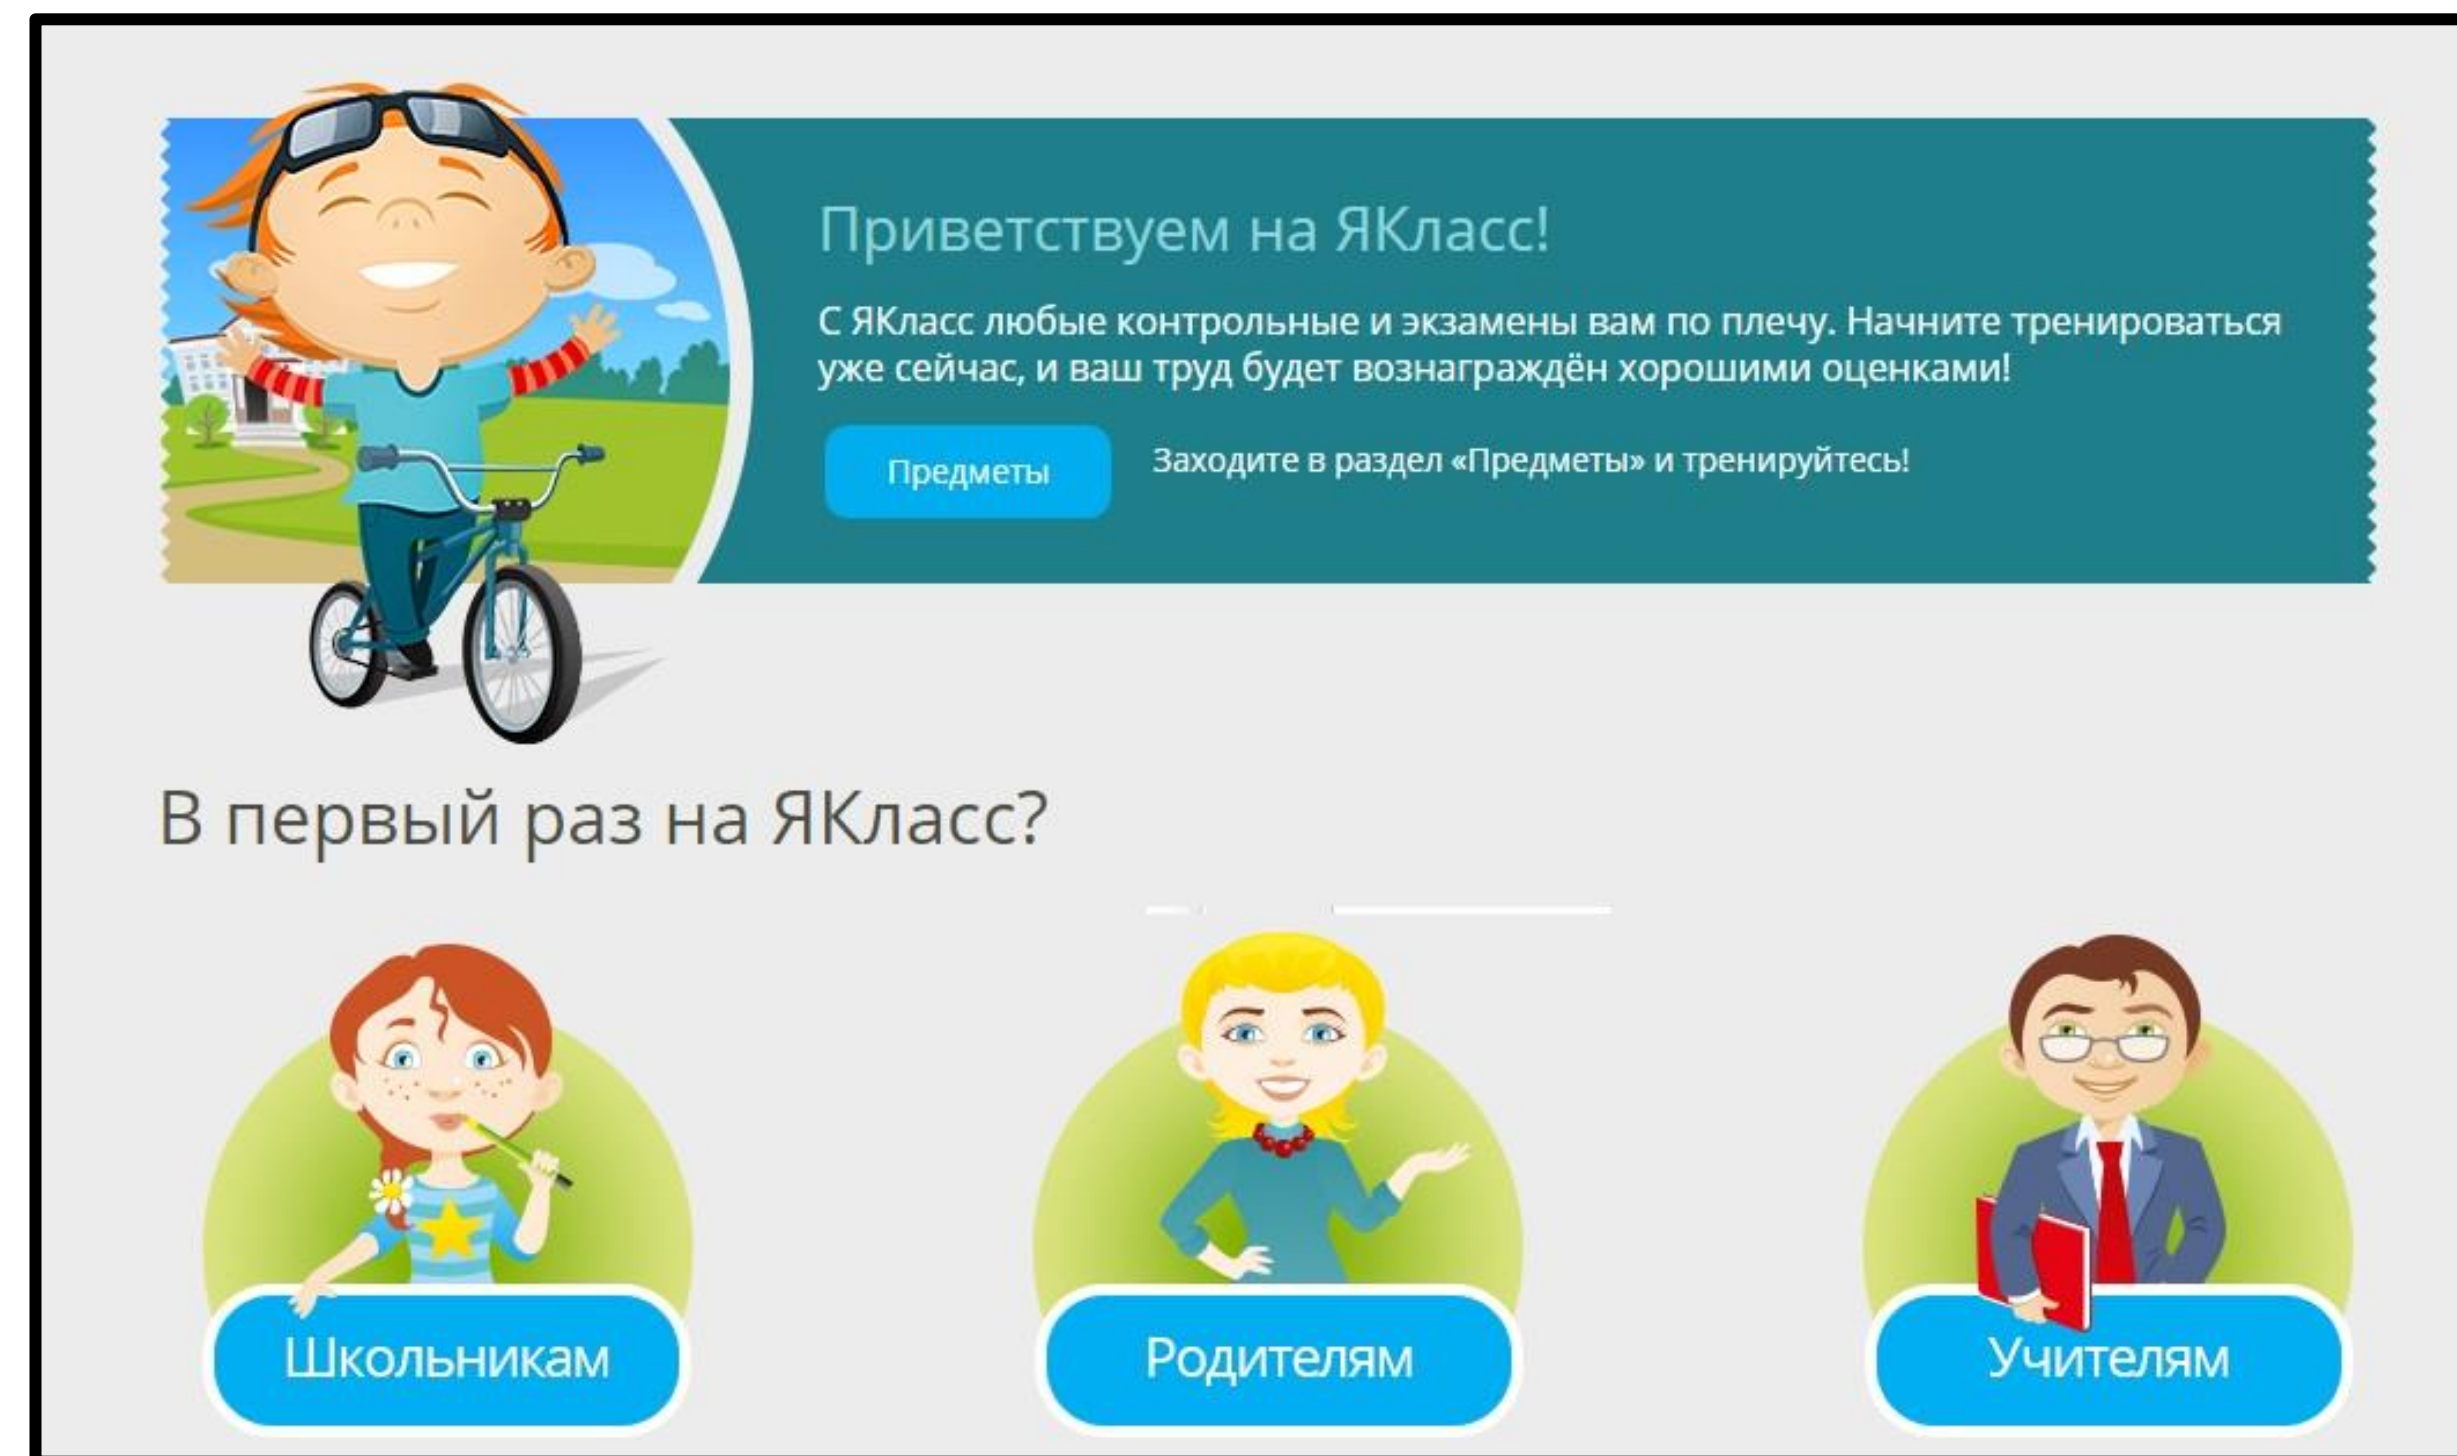 Приветствуем на ЯКласс!
С ЯКласс любые контрольные и экзамены вам по плечу. Начните тренироваться
уже сейчас, и ваш труд будет вознаграждён хорошими оценками!
Предметы
Заходите в раздел «Предметы» и тренируйтесь!
В первый раз на ЯКласс?
Школьникам
Родителям
Учителям